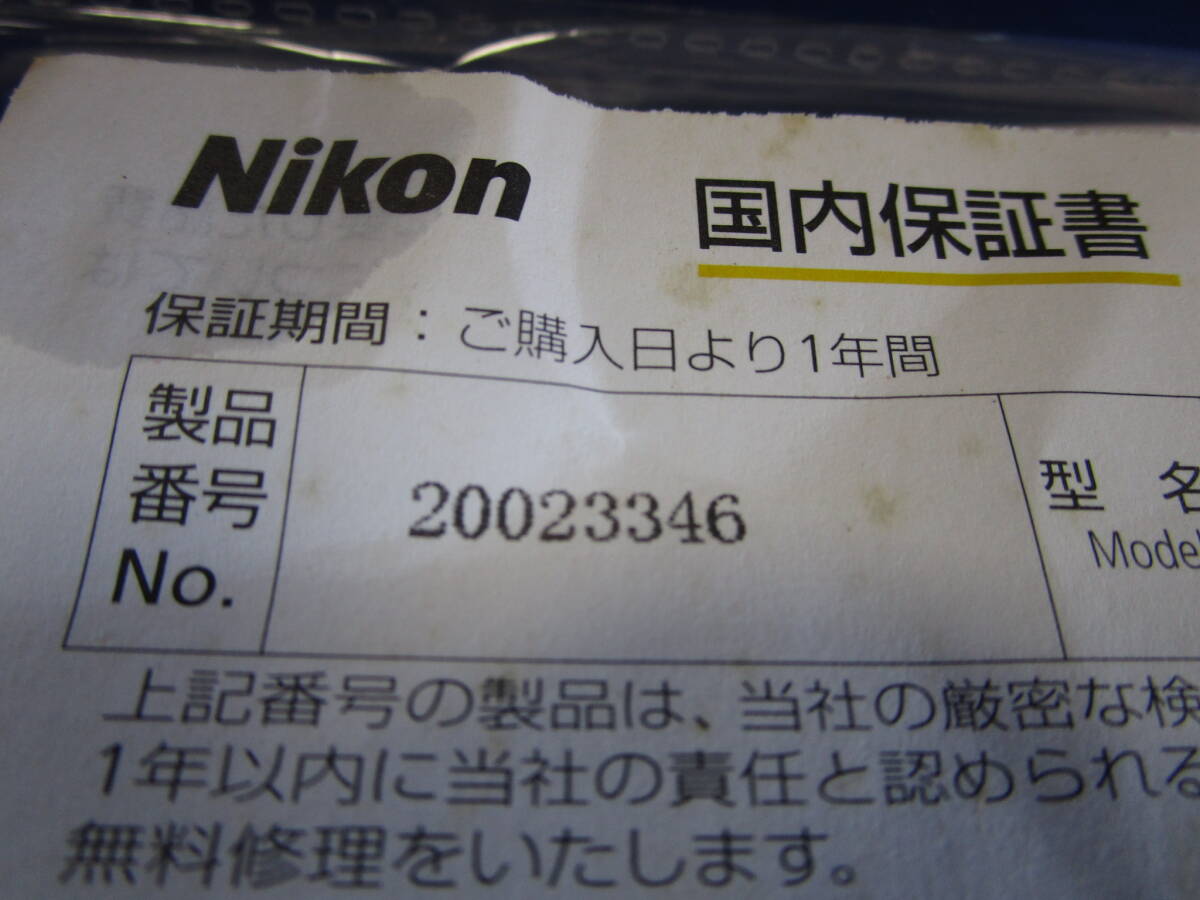 Nikon 国内保証書
保証期間：ご購入日より1年間
製品
番号
No.
20023346
型 名
Model
上記番号の製品は、当社の厳密な検
1年以内に当社の責任と認められる
無料修理をいたします。